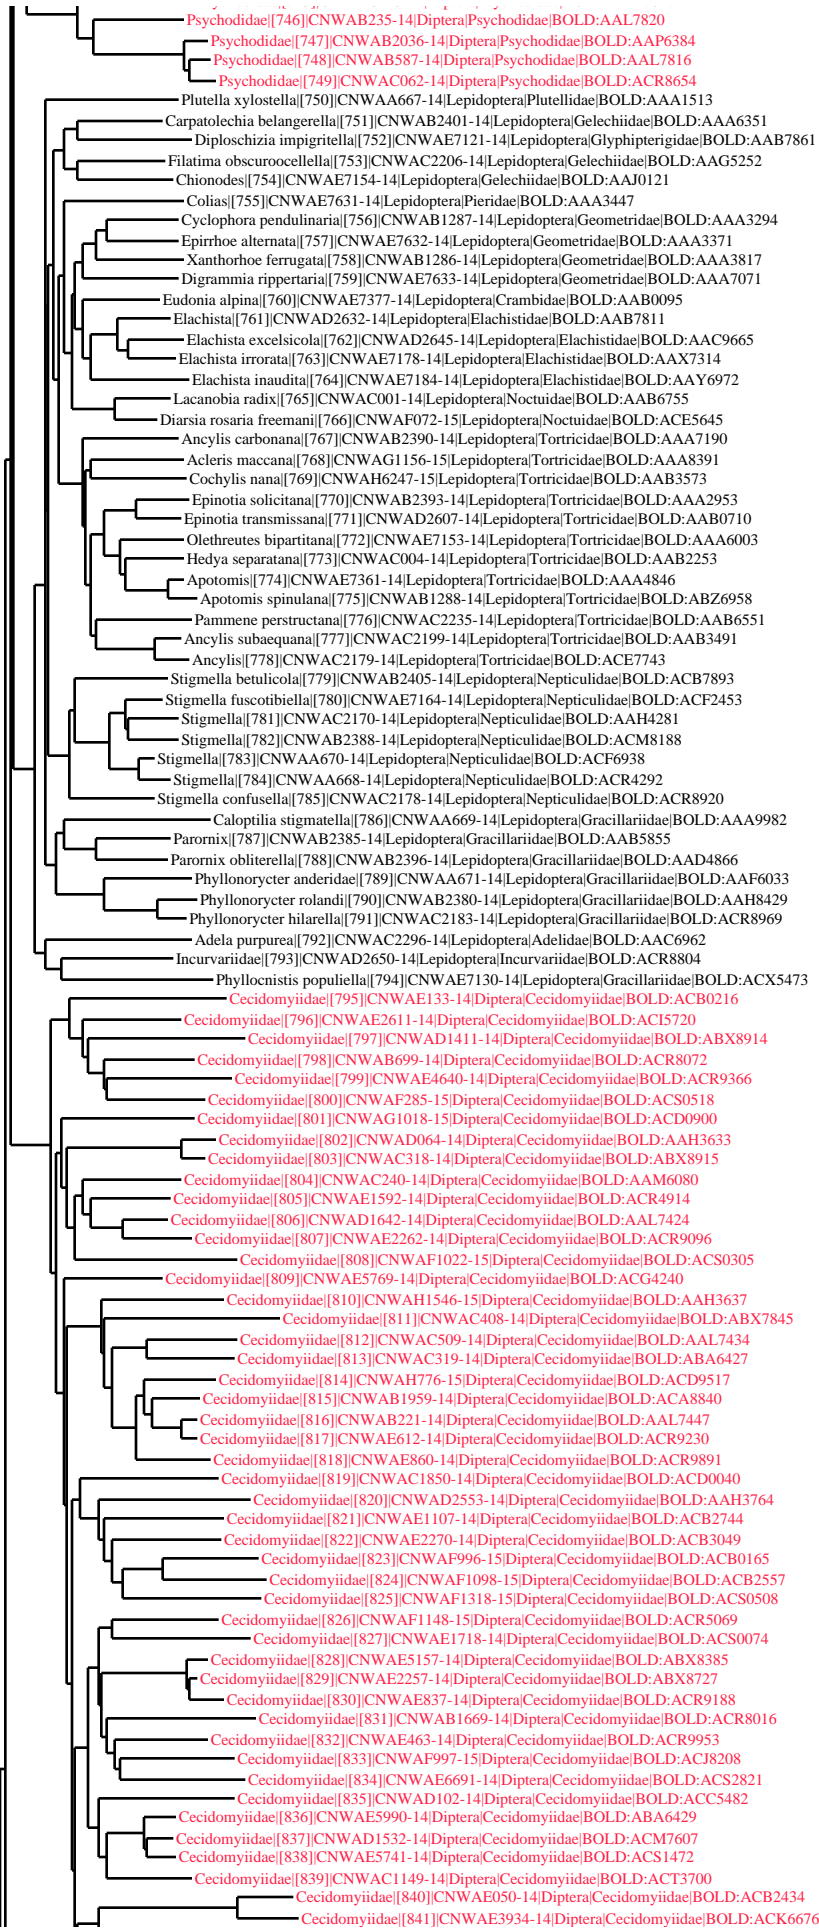 Psychodidae|[746]|CNWAB235-14|Diptera|Psychodidae|BOLD:AAL7820
Psychodidae|[747]|CNWAB2036-14|Diptera|Psychodidae|BOLD:AAP6384
Psychodidae|[748]|CNWAB587-14|Diptera|Psychodidae|BOLD:AAL7816
Psychodidae|[749]|CNWAC062-14|Diptera|Psychodidae|BOLD:ACR8654
Plutella xylostella|[750]|CNWAA667-14|Lepidoptera|Plutellidae|BOLD:AAA1513
Carpatolechia belangerella|[751]|CNWAB2401-14|Lepidoptera|Gelechiidae|BOLD:AAA6351
Diploschizia impigritella|[752]|CNWAE7121-14|Lepidoptera|Glyphipterigidae|BOLD:AAB7861
Filatima obscuroocellella|[753]|CNWAC2206-14|Lepidoptera|Gelechiidae|BOLD:AAG5252
Chionodes|[754]|CNWAE7154-14|Lepidoptera|Gelechiidae|BOLD:AAJ0121
Colias|[755]|CNWAE7631-14|Lepidoptera|Pieridae|BOLD:AAA3447
Cyclophora pendulinaria|[756]|CNWAB1287-14|Lepidoptera|Geometridae|BOLD:AAA3294
Epirrhoe alternata|[757]|CNWAE7632-14|Lepidoptera|Geometridae|BOLD:AAA3371
Xanthorhoe ferrugata|[758]|CNWAB1286-14|Lepidoptera|Geometridae|BOLD:AAA3817
Digrammia rippertaria|[759]|CNWAE7633-14|Lepidoptera|Geometridae|BOLD:AAA7071
Eudonia alpina|[760]|CNWAE7377-14|Lepidoptera|Crambidae|BOLD:AAB0095
Elachista|[761]|CNWAD2632-14|Lepidoptera|Elachistidae|BOLD:AAB7811
Elachista excelsicola|[762]|CNWAD2645-14|Lepidoptera|Elachistidae|BOLD:AAC9665
Elachista irrorata|[763]|CNWAE7178-14|Lepidoptera|Elachistidae|BOLD:AAX7314
Elachista inaudita|[764]|CNWAE7184-14|Lepidoptera|Elachistidae|BOLD:AAY6972
Lacanobia radix|[765]|CNWAC001-14|Lepidoptera|Noctuidae|BOLD:AAB6755
Diarsia rosaria freemani|[766]|CNWAF072-15|Lepidoptera|Noctuidae|BOLD:ACE5645
Ancylis carbonana|[767]|CNWAB2390-14|Lepidoptera|Tortricidae|BOLD:AAA7190
Acleris maccana|[768]|CNWAG1156-15|Lepidoptera|Tortricidae|BOLD:AAA8391
Cochylis nana|[769]|CNWAH6247-15|Lepidoptera|Tortricidae|BOLD:AAB3573
Epinotia solicitana|[770]|CNWAB2393-14|Lepidoptera|Tortricidae|BOLD:AAA2953
Epinotia transmissana|[771]|CNWAD2607-14|Lepidoptera|Tortricidae|BOLD:AAB0710
Olethreutes bipartitana|[772]|CNWAE7153-14|Lepidoptera|Tortricidae|BOLD:AAA6003
Hedya separatana|[773]|CNWAC004-14|Lepidoptera|Tortricidae|BOLD:AAB2253
Apotomis|[774]|CNWAE7361-14|Lepidoptera|Tortricidae|BOLD:AAA4846
Apotomis spinulana|[775]|CNWAB1288-14|Lepidoptera|Tortricidae|BOLD:ABZ6958
Pammene perstructana|[776]|CNWAC2235-14|Lepidoptera|Tortricidae|BOLD:AAB6551
Ancylis subaequana|[777]|CNWAC2199-14|Lepidoptera|Tortricidae|BOLD:AAB3491
Ancylis|[778]|CNWAC2179-14|Lepidoptera|Tortricidae|BOLD:ACE7743
Stigmella betulicola|[779]|CNWAB2405-14|Lepidoptera|Nepticulidae|BOLD:ACB7893
Stigmella fuscotibiella|[780]|CNWAE7164-14|Lepidoptera|Nepticulidae|BOLD:ACF2453
Stigmella|[781]|CNWAC2170-14|Lepidoptera|Nepticulidae|BOLD:AAH4281
Stigmella|[782]|CNWAB2388-14|Lepidoptera|Nepticulidae|BOLD:ACM8188
Stigmella|[783]|CNWAA670-14|Lepidoptera|Nepticulidae|BOLD:ACF6938
Stigmella|[784]|CNWAA668-14|Lepidoptera|Nepticulidae|BOLD:ACR4292
Stigmella confusella|[785]|CNWAC2178-14|Lepidoptera|Nepticulidae|BOLD:ACR8920
Caloptilia stigmatella|[786]|CNWAA669-14|Lepidoptera|Gracillariidae|BOLD:AAA9982
Parornix|[787]|CNWAB2385-14|Lepidoptera|Gracillariidae|BOLD:AAB5855
Parornix obliterella|[788]|CNWAB2396-14|Lepidoptera|Gracillariidae|BOLD:AAD4866
Phyllonorycter anderidae|[789]|CNWAA671-14|Lepidoptera|Gracillariidae|BOLD:AAF6033
Phyllonorycter rolandi|[790]|CNWAB2380-14|Lepidoptera|Gracillariidae|BOLD:AAH8429
Phyllonorycter hilarella|[791]|CNWAC2183-14|Lepidoptera|Gracillariidae|BOLD:ACR8969
Adela purpurea|[792]|CNWAC2296-14|Lepidoptera|Adelidae|BOLD:AAC6962
Incurvariidae|[793]|CNWAD2650-14|Lepidoptera|Incurvariidae|BOLD:ACR8804
Phyllocnistis populiella|[794]|CNWAE7130-14|Lepidoptera|Gracillariidae|BOLD:ACX5473
Cecidomyiidae|[795]|CNWAE133-14|Diptera|Cecidomyiidae|BOLD:ACB0216
Cecidomyiidae|[796]|CNWAE2611-14|Diptera|Cecidomyiidae|BOLD:ACI5720
Cecidomyiidae|[797]|CNWAD1411-14|Diptera|Cecidomyiidae|BOLD:ABX8914
Cecidomyiidae|[798]|CNWAB699-14|Diptera|Cecidomyiidae|BOLD:ACR8072
Cecidomyiidae|[799]|CNWAE4640-14|Diptera|Cecidomyiidae|BOLD:ACR9366
Cecidomyiidae|[800]|CNWAF285-15|Diptera|Cecidomyiidae|BOLD:ACS0518
Cecidomyiidae|[801]|CNWAG1018-15|Diptera|Cecidomyiidae|BOLD:ACD0900
Cecidomyiidae|[802]|CNWAD064-14|Diptera|Cecidomyiidae|BOLD:AAH3633
Cecidomyiidae|[803]|CNWAC318-14|Diptera|Cecidomyiidae|BOLD:ABX8915
Cecidomyiidae|[804]|CNWAC240-14|Diptera|Cecidomyiidae|BOLD:AAM6080
Cecidomyiidae|[805]|CNWAE1592-14|Diptera|Cecidomyiidae|BOLD:ACR4914
Cecidomyiidae|[806]|CNWAD1642-14|Diptera|Cecidomyiidae|BOLD:AAL7424
Cecidomyiidae|[807]|CNWAE2262-14|Diptera|Cecidomyiidae|BOLD:ACR9096
Cecidomyiidae|[808]|CNWAF1022-15|Diptera|Cecidomyiidae|BOLD:ACS0305
Cecidomyiidae|[809]|CNWAE5769-14|Diptera|Cecidomyiidae|BOLD:ACG4240
Cecidomyiidae|[810]|CNWAH1546-15|Diptera|Cecidomyiidae|BOLD:AAH3637
Cecidomyiidae|[811]|CNWAC408-14|Diptera|Cecidomyiidae|BOLD:ABX7845
Cecidomyiidae|[812]|CNWAC509-14|Diptera|Cecidomyiidae|BOLD:AAL7434
Cecidomyiidae|[813]|CNWAC319-14|Diptera|Cecidomyiidae|BOLD:ABA6427
Cecidomyiidae|[814]|CNWAH776-15|Diptera|Cecidomyiidae|BOLD:ACD9517
Cecidomyiidae|[815]|CNWAB1959-14|Diptera|Cecidomyiidae|BOLD:ACA8840
Cecidomyiidae|[816]|CNWAB221-14|Diptera|Cecidomyiidae|BOLD:AAL7447
Cecidomyiidae|[817]|CNWAE612-14|Diptera|Cecidomyiidae|BOLD:ACR9230
Cecidomyiidae|[818]|CNWAE860-14|Diptera|Cecidomyiidae|BOLD:ACR9891
Cecidomyiidae|[819]|CNWAC1850-14|Diptera|Cecidomyiidae|BOLD:ACD0040
Cecidomyiidae|[820]|CNWAD2553-14|Diptera|Cecidomyiidae|BOLD:AAH3764
Cecidomyiidae|[821]|CNWAE1107-14|Diptera|Cecidomyiidae|BOLD:ACB2744
Cecidomyiidae|[822]|CNWAE2270-14|Diptera|Cecidomyiidae|BOLD:ACB3049
Cecidomyiidae|[823]|CNWAF996-15|Diptera|Cecidomyiidae|BOLD:ACB0165
Cecidomyiidae|[824]|CNWAF1098-15|Diptera|Cecidomyiidae|BOLD:ACB2557
Cecidomyiidae|[825]|CNWAF1318-15|Diptera|Cecidomyiidae|BOLD:ACS0508
Cecidomyiidae|[826]|CNWAF1148-15|Diptera|Cecidomyiidae|BOLD:ACR5069
Cecidomyiidae|[827]|CNWAE1718-14|Diptera|Cecidomyiidae|BOLD:ACS0074
Cecidomyiidae|[828]|CNWAE5157-14|Diptera|Cecidomyiidae|BOLD:ABX8385
Cecidomyiidae|[829]|CNWAE2257-14|Diptera|Cecidomyiidae|BOLD:ABX8727
Cecidomyiidae|[830]|CNWAE837-14|Diptera|Cecidomyiidae|BOLD:ACR9188
Cecidomyiidae|[831]|CNWAB1669-14|Diptera|Cecidomyiidae|BOLD:ACR8016
Cecidomyiidae|[832]|CNWAE463-14|Diptera|Cecidomyiidae|BOLD:ACR9953
Cecidomyiidae|[833]|CNWAF997-15|Diptera|Cecidomyiidae|BOLD:ACJ8208
Cecidomyiidae|[834]|CNWAE6691-14|Diptera|Cecidomyiidae|BOLD:ACS2821
Cecidomyiidae|[835]|CNWAD102-14|Diptera|Cecidomyiidae|BOLD:ACC5482
Cecidomyiidae|[836]|CNWAE5990-14|Diptera|Cecidomyiidae|BOLD:ABA6429
Cecidomyiidae|[837]|CNWAD1532-14|Diptera|Cecidomyiidae|BOLD:ACM7607
Cecidomyiidae|[838]|CNWAE5741-14|Diptera|Cecidomyiidae|BOLD:ACS1472
Cecidomyiidae|[839]|CNWAC1149-14|Diptera|Cecidomyiidae|BOLD:ACT3700
Cecidomyiidae|[840]|CNWAE050-14|Diptera|Cecidomyiidae|BOLD:ACB2434
Cecidomyiidae|[841]|CNWAE3934-14|Diptera|Cecidomyiidae|BOLD:ACK6676